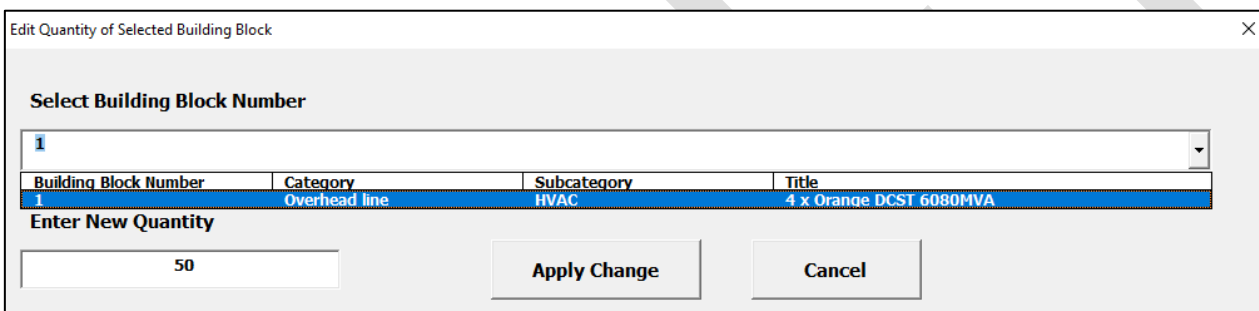 Edit Quantity of Selected Building Block
Select Building Block Number
1
Building Block Number Category Subcategory Title
1 Overhead line HVAC 4 x Orange DCST 6080MVA
Enter New Quantity
50 Apply Change Cancel